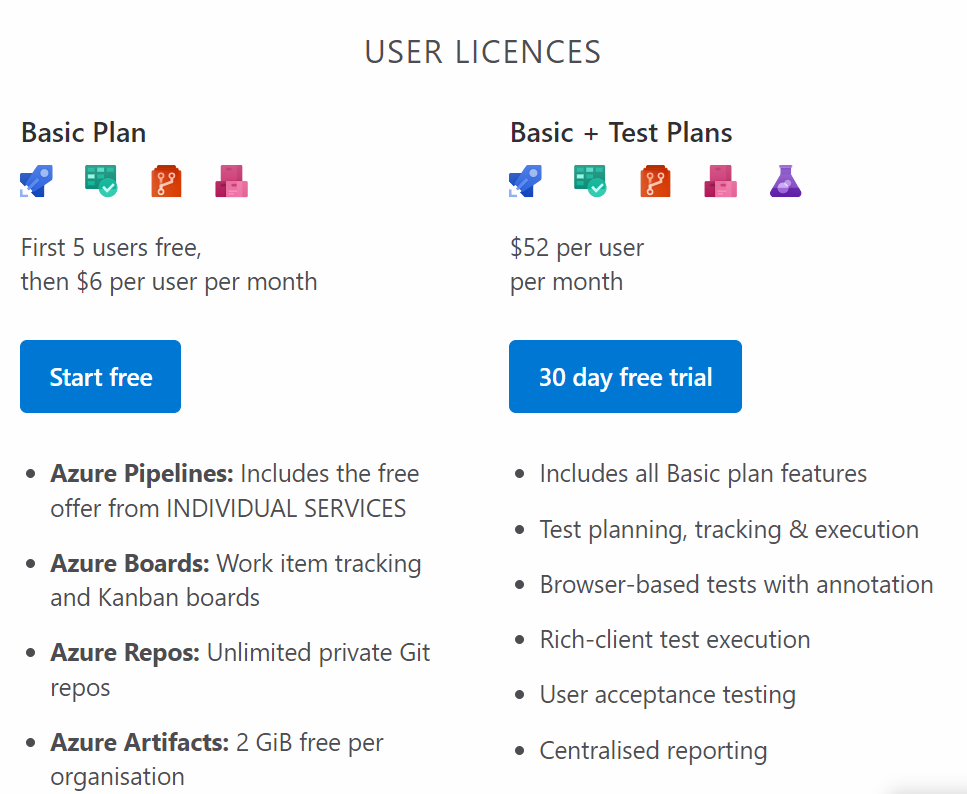 USER LICENCES
Basic Plan
First 5 users free,
then $6 per user per month
Start free
Azure Pipelines: Includes the free
offer from INDIVIDUAL SERVICES
Azure Boards: Work item tracking
and Kanban boards
Azure Repos: Unlimited private Git
repos
Azure Artifacts: 2 GiB free per
organisation
Basic + Test Plans
$52 per user
per month
30 day free trial
Includes all Basic plan features
Test planning, tracking & execution
Browser-based tests with annotation
Rich-client test execution
User acceptance testing
Centralised reporting